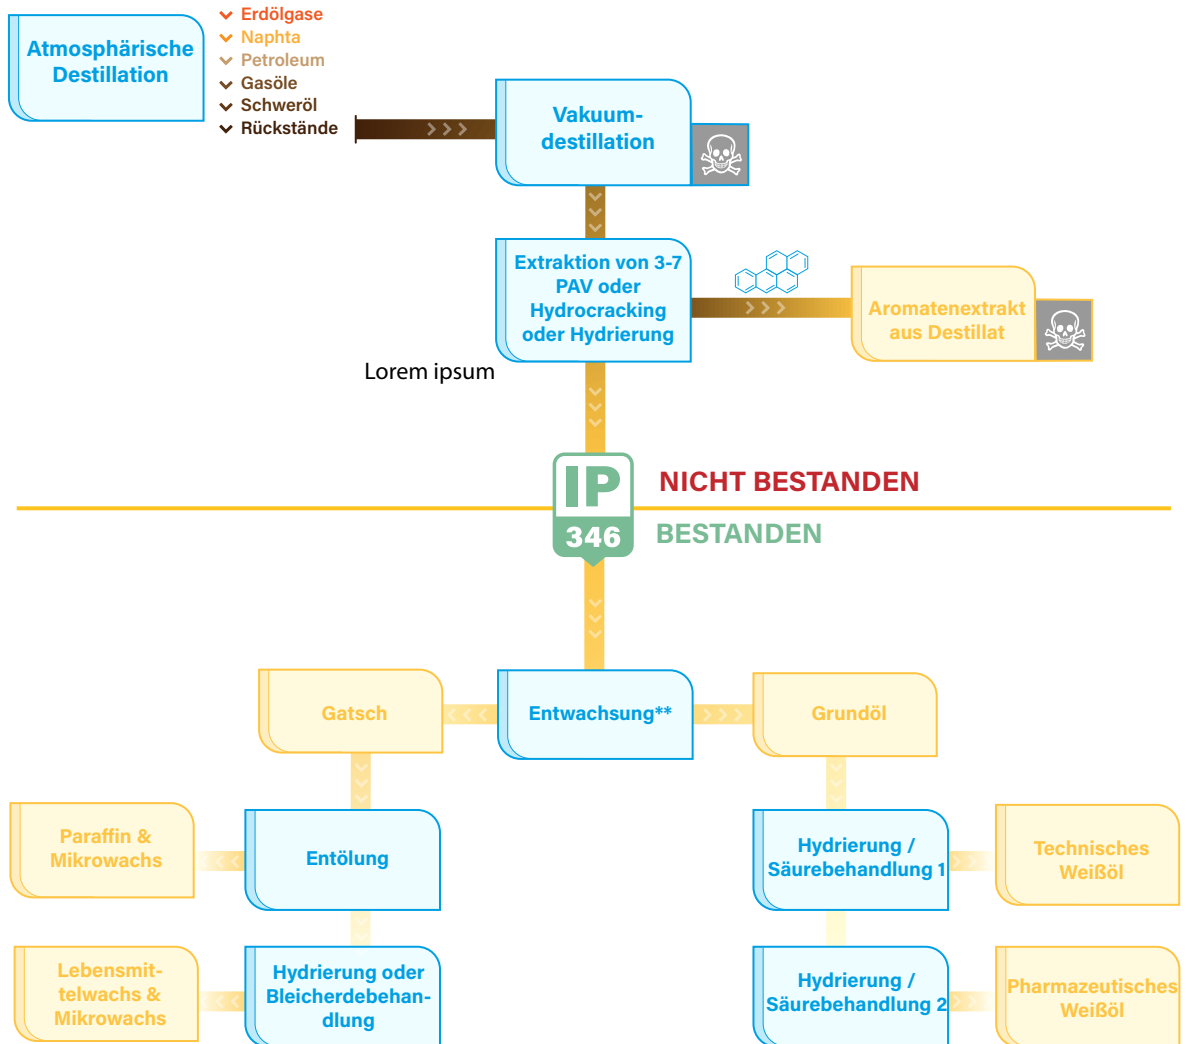 Atmosphärische
Destillation
Erdölgase
Naphta
Petroleum
Gasöle
Schweröl
Rückstände
Vakuum-
destillation
Extraktion von 3-7
PAV oder
Hydrocracking
oder Hydrierung
Aromatenextrakt
aus Destillat
Lorem ipsum
IP
346
NICHT BESTANDEN
BESTANDEN
Gatsch
Entwachsung**
Grundöl
Paraffin &
Mikrowachs
Entölung
Hydrierung /
Säurebehandlung 1
Technisches
Weißöl
Lebensmit-
telwachs &
Mikrowachs
Hydrierung oder
Bleicherdebehan-
dlung
Hydrierung /
Säurebehandlung 2
Pharmazeutisches
Weißöl